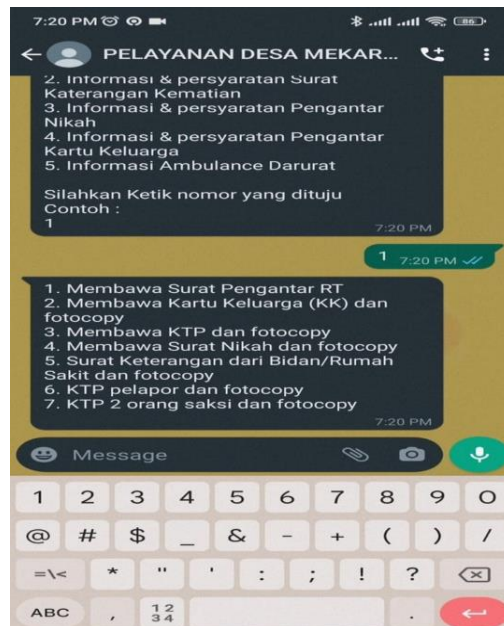 7:20 PM
86
PELAYANAN DESA MEKAR...
2. Informasi & persyaratan Surat
Katerangan Kematian
3. Informasi & persyaratan Pengantar
Nikah
4. Informasi & persyaratan Pengantar
Kartu Keluarga
5. Informasi Ambulance Darurat
Silahkan Ketik nomor yang dituju
Contoh :
1
7:20 PM
1 7:20 PM
1. Membawa Surat Pengantar RT
2. Membawa Kartu Keluarga (KK) dan
fotocopy
3. Membawa KTP dan fotocopy
4. Membawa Surat Nikah dan fotocopy
5. Surat Keterangan dari Bidan/Rumah
Sakit dan fotocopy
6. KTP pelapor dan fotocopy
7. KTP 2 orang saksi dan fotocopy
7:20 PM
Message
1 2 3 4 5 6 7 8 9 0
@ # $ _ & - + ( ) /
=\< * " ' : ; ! ?
ABC , 12 .
34